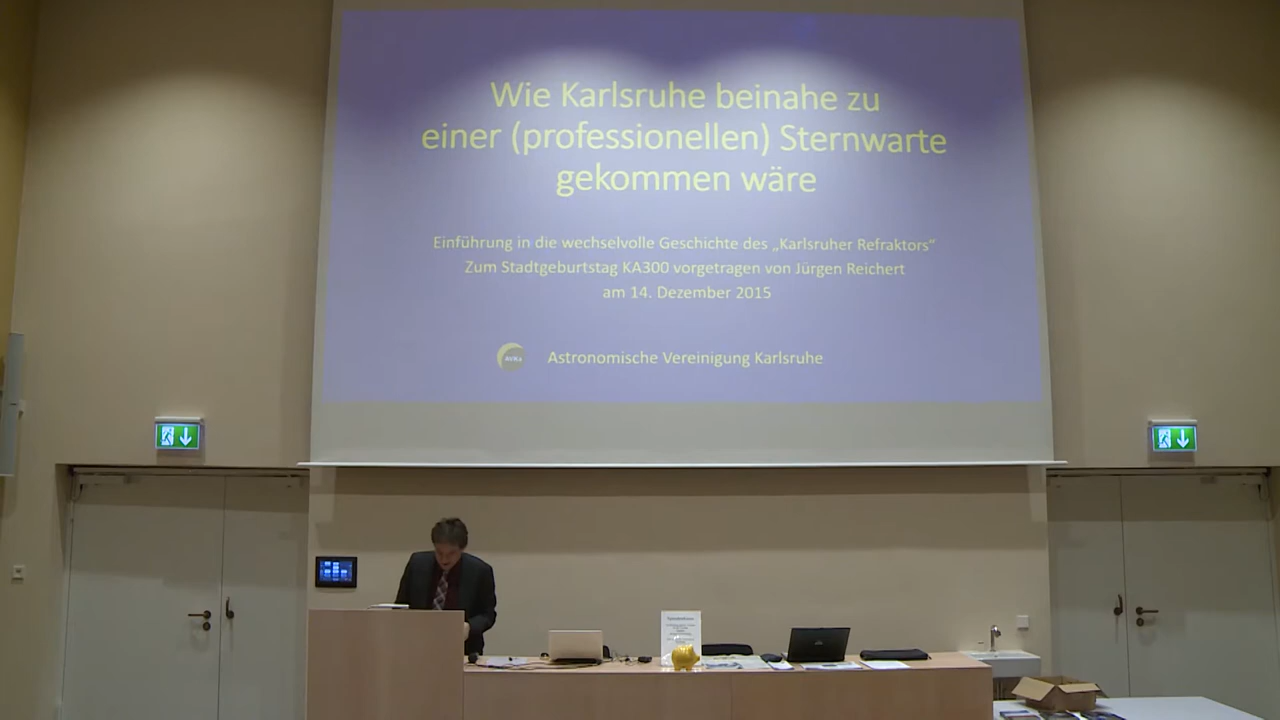 Wie Karlsruhe beinahe zu
einer (professionellen) Sternwarte
gekommen wäre
Einführung in die wechselvolle Geschichte des „Karlsruher Refraktors“
Zum Stadtgeburtstag KA300 vorgetragen von Jürgen Reichert
am 14. Dezember 2015
AVKa
Astronomische Vereinigung Karlsruhe